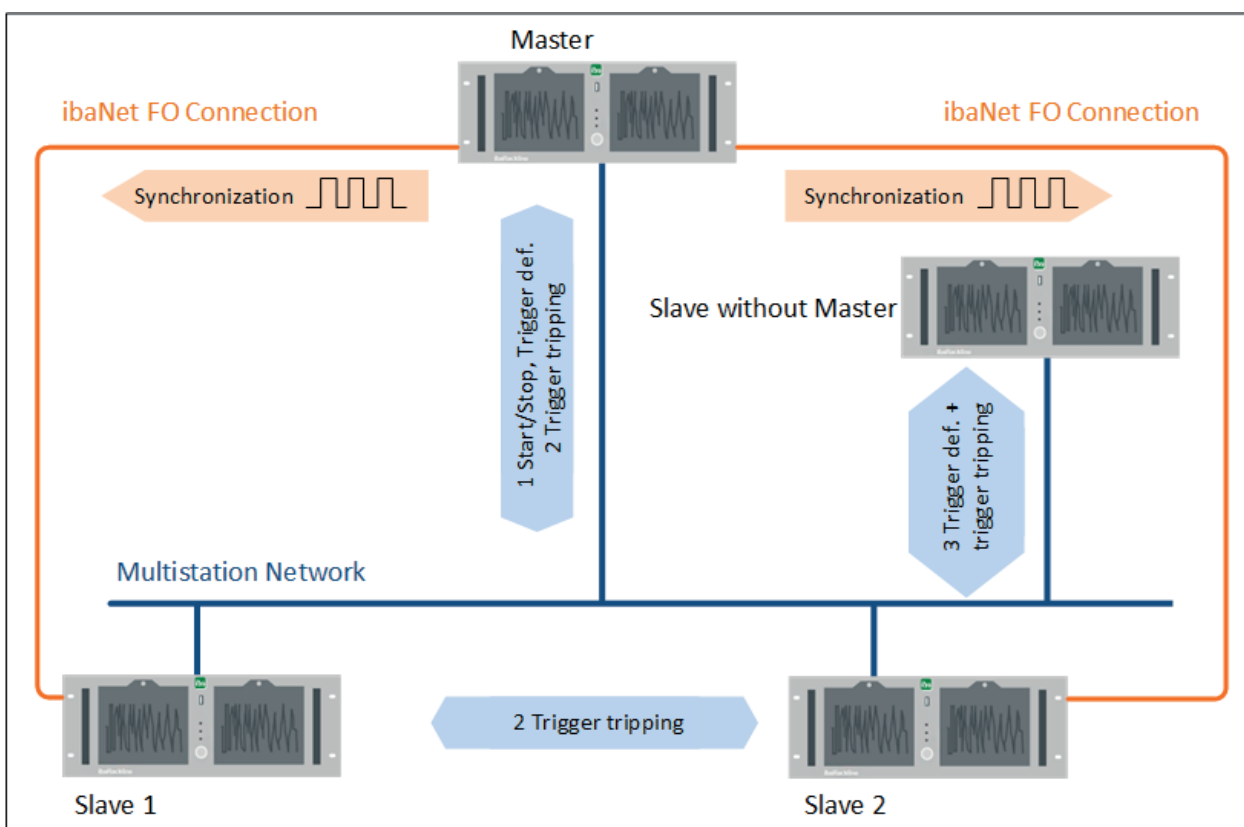 Master
ibaNet FO Connection
ibaNet FO Connection
Synchronization
Synchronization
1 Start/Stop, Trigger def.
2 Trigger tripping
Slave without Master
3 Trigger def. +
trigger tripping
Multistation Network
2 Trigger tripping
Slave 1
Slave 2